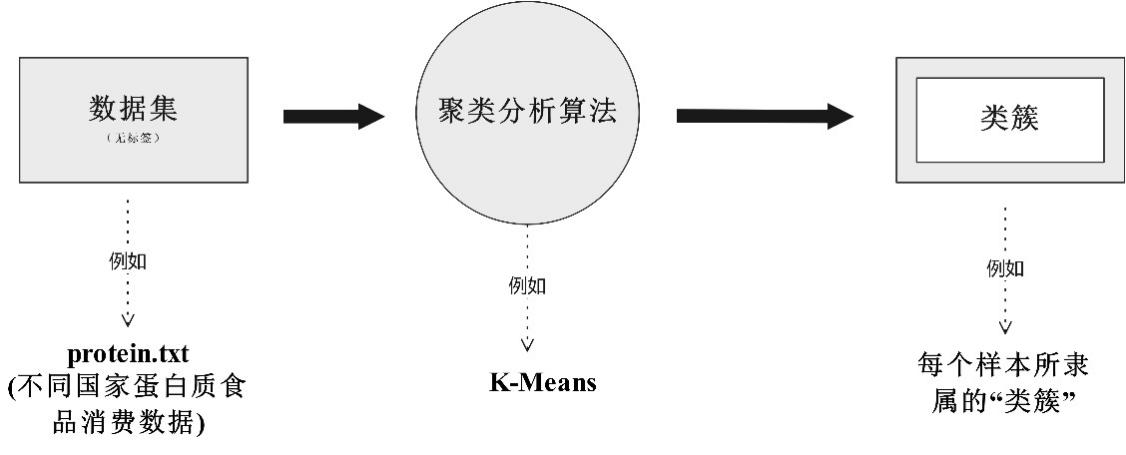 数据集
（无标签）
聚类分析算法
类簇
例如
例如
例如
protein.txt
(不同国家蛋白质食
品消费数据)
K-Means
每个样本所隶
属的“类簇”